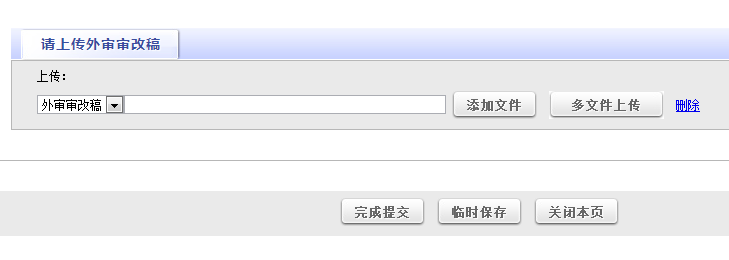 请上传外审审改稿
上传：
外审审改稿 添加文件 多文件上传 删除
完成提交 临时保存 关闭本页